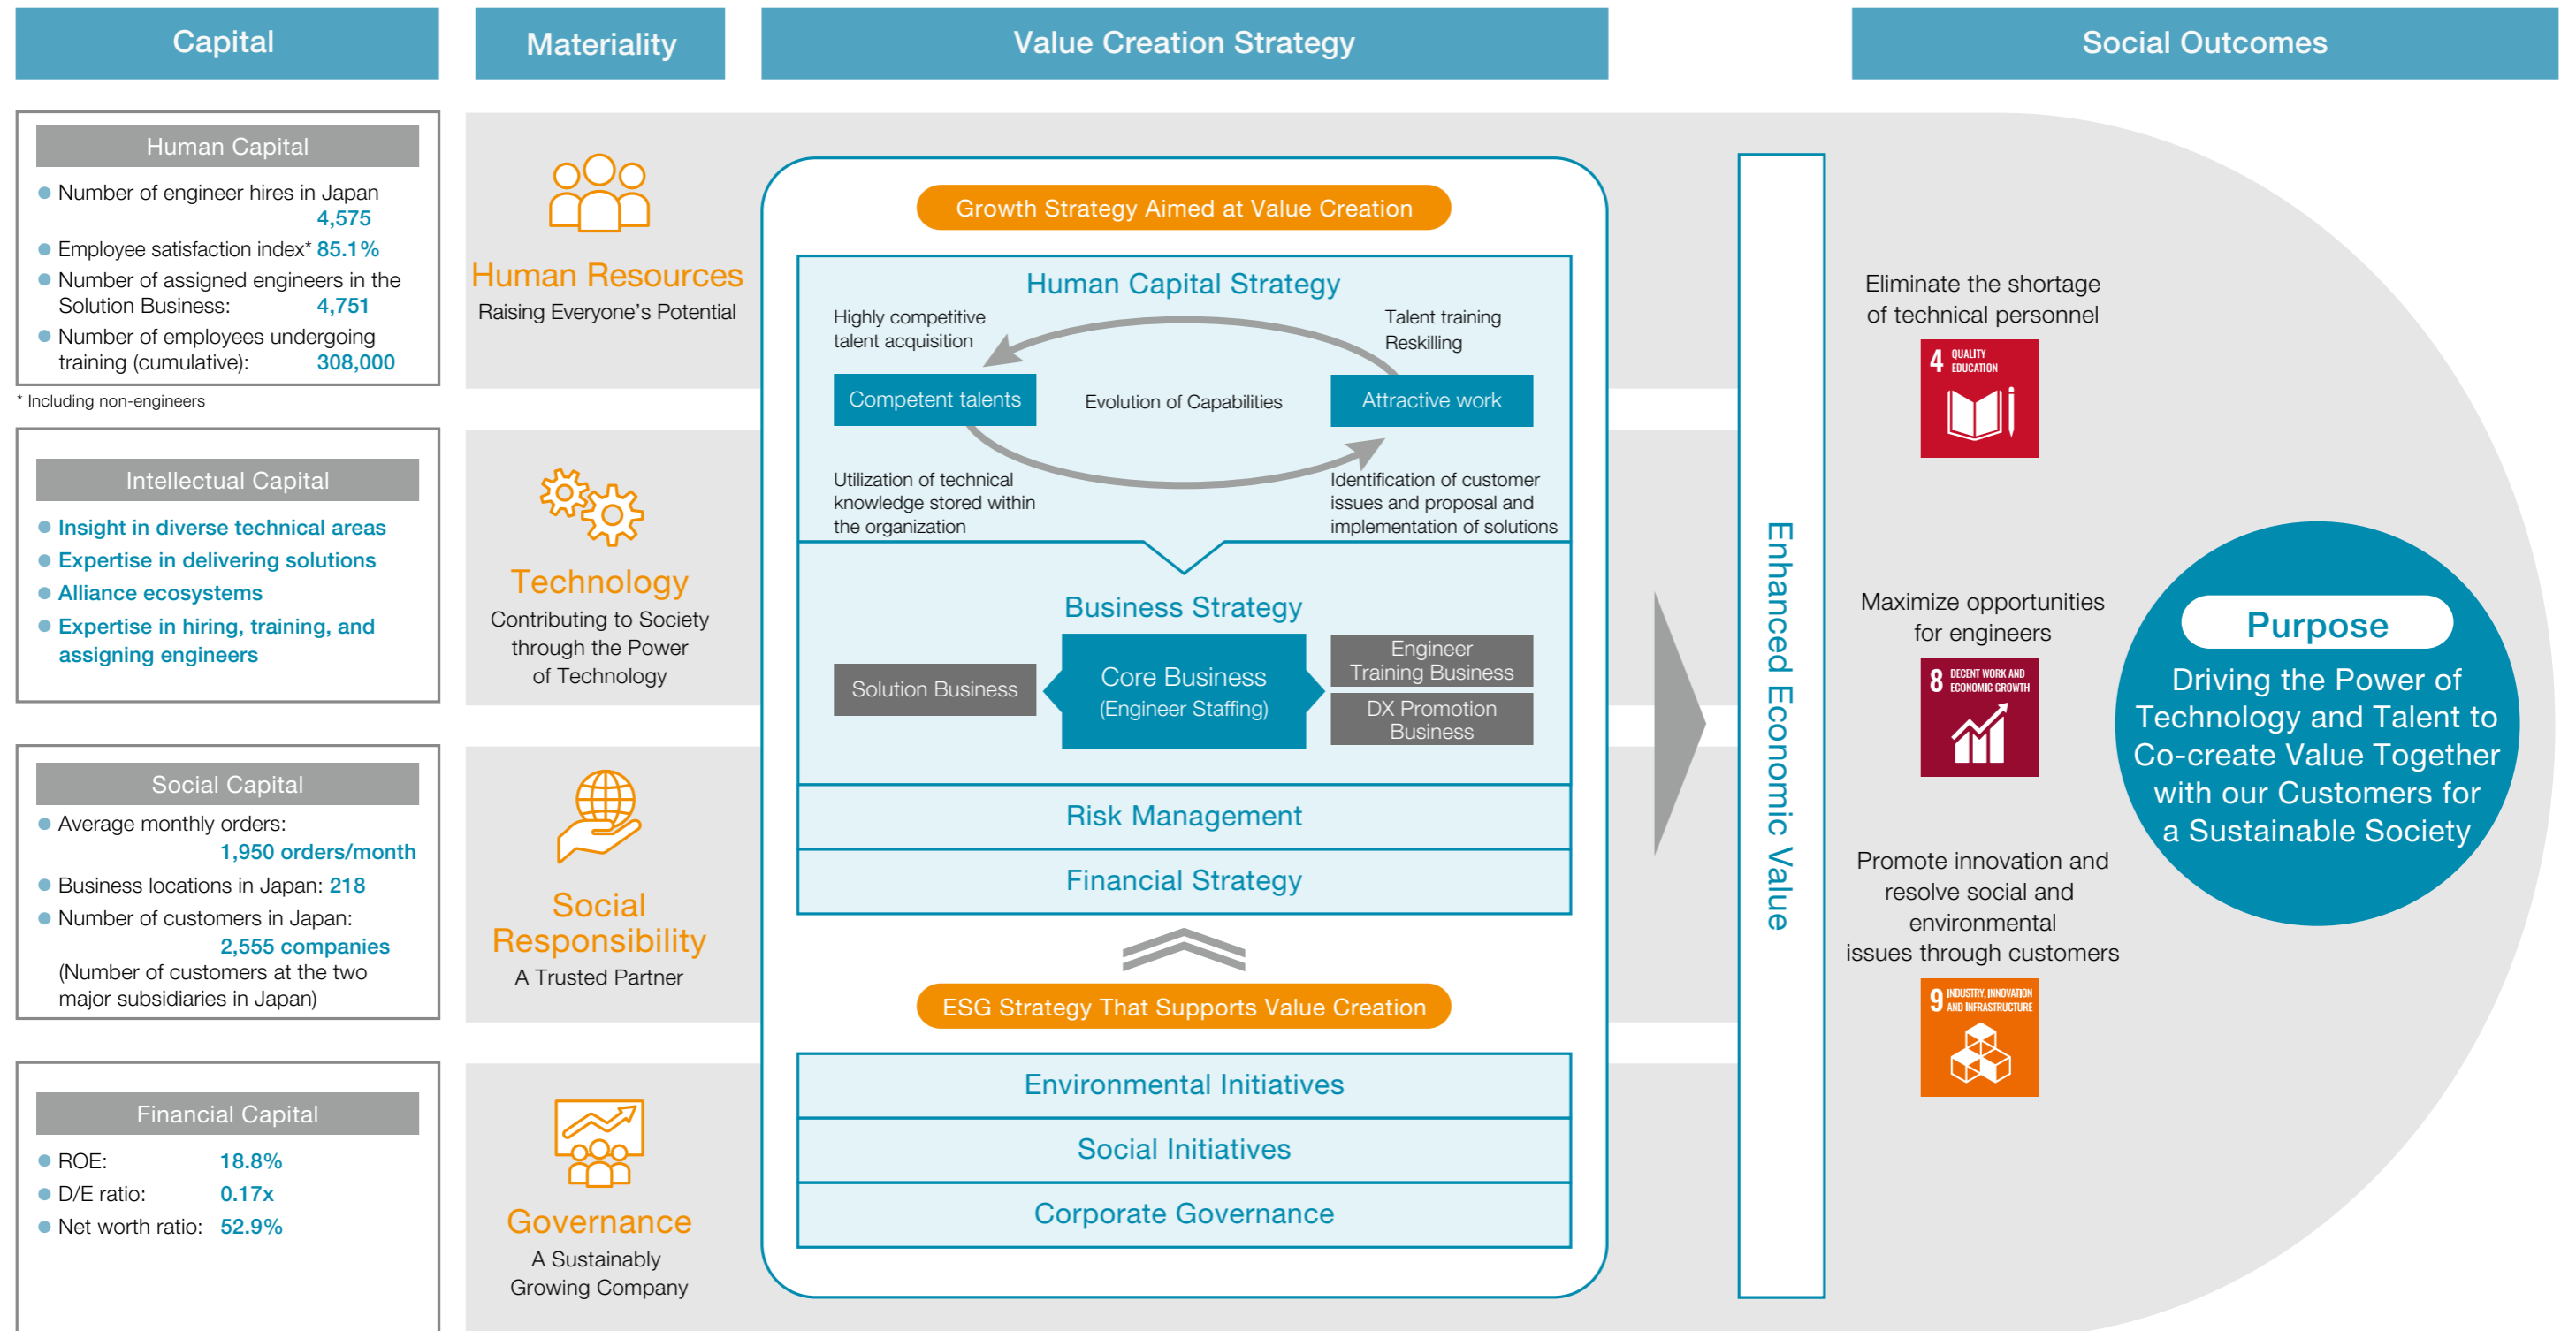 Capital
Materiality
Value Creation Strategy
Social Outcomes
Human Capital
Number of engineer hires in Japan
4,575
Employee satisfaction index* 85.1%
Number of assigned engineers in the
Solution Business: 4,751
Number of employees undergoing
training (cumulative): 308,000
* Including non-engineers
Intellectual Capital
Insight in diverse technical areas
Expertise in delivering solutions
Alliance ecosystems
Expertise in hiring, training, and
assigning engineers
Social Capital
Average monthly orders:
1,950 orders/month
Business locations in Japan: 218
Number of customers in Japan:
2,555 companies
(Number of customers at the two
major subsidiaries in Japan)
Financial Capital
ROE: 18.8%
D/E ratio: 0.17x
Net worth ratio: 52.9%
Human Resources
Raising Everyone's Potential
Technology
Contributing to Society
through the Power
of Technology
Social
Responsibility
A Trusted Partner
Governance
A Sustainably
Growing Company
Growth Strategy Aimed at Value Creation
Human Capital Strategy
Highly competitive
talent acquisition
Talent training
Reskilling
Competent talents
Evolution of Capabilities
Attractive work
Utilization of technical
knowledge stored within
the organization
Identification of customer
issues and proposal and
implementation of solutions
Business Strategy
Solution Business
Core Business
(Engineer Staffing)
Engineer
Training Business
DX Promotion
Business
Risk Management
Financial Strategy
ESG Strategy That Supports Value Creation
Environmental Initiatives
Social Initiatives
Corporate Governance
Enhanced Economic Value
Eliminate the shortage
of technical personnel
4 QUALITY
EDUCATION
Maximize opportunities
for engineers
8 DECENT WORK AND
ECONOMIC GROWTH
Promote innovation and
resolve social and
environmental
issues through customers
9 INDUSTRY, INNOVATION
AND INFRASTRUCTURE
Purpose
Driving the Power of
Technology and Talent to
Co-create Value Together
with our Customers for
a Sustainable Society